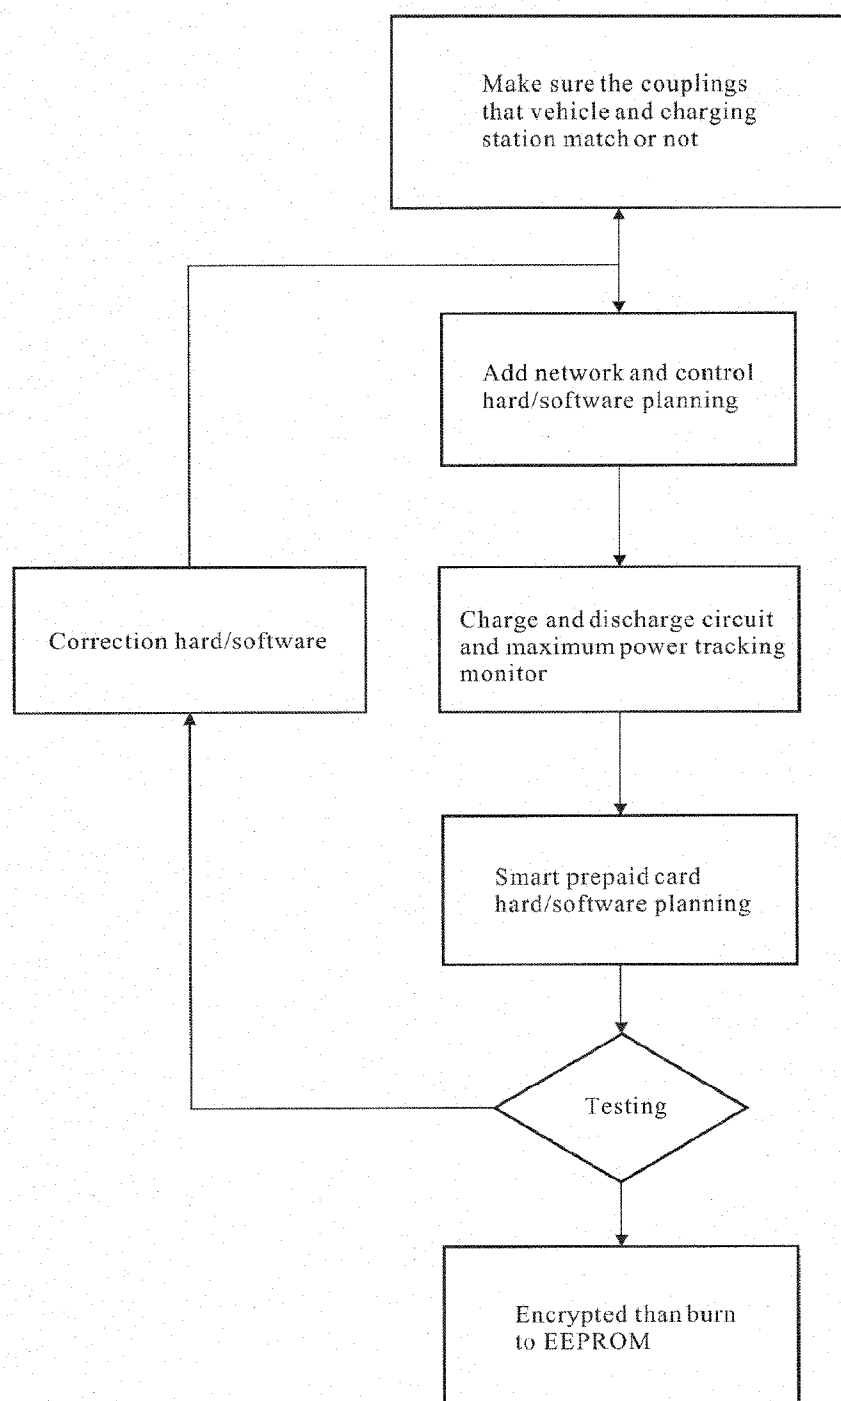 Make sure the couplings
that vehicle and charging
station match or not
Add network and control
hard/software planning
Correction hard/software
Charge and discharge circuit
and maximum power tracking
monitor
Smart prepaid card
hard/software planning
Testing
Encrypted than burn
to EEPROM